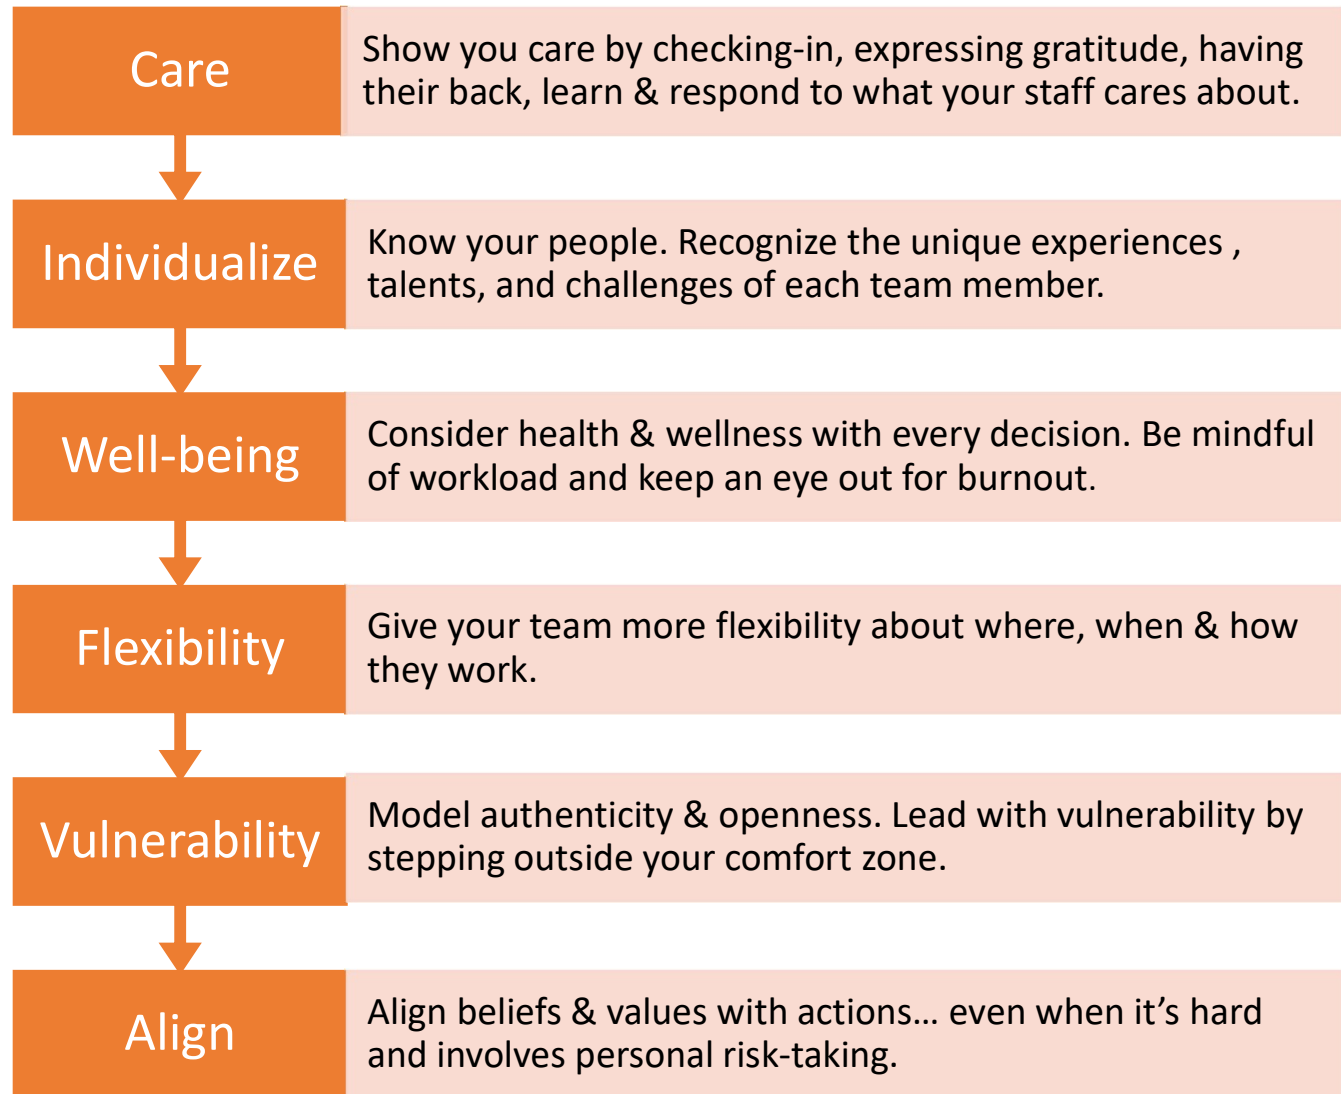 Care
Show you care by checking-in, expressing gratitude, having
their back, learn & respond to what your staff cares about.
Individualize
Know your people. Recognize the unique experiences ,
talents, and challenges of each team member.
Well-being
Consider health & wellness with every decision. Be mindful
of workload and keep an eye out for burnout.
Flexibility
Give your team more flexibility about where, when & how
they work.
Vulnerability
Model authenticity & openness. Lead with vulnerability by
stepping outside your comfort zone.
Align
Align beliefs & values with actions… even when it’s hard
and involves personal risk-taking.